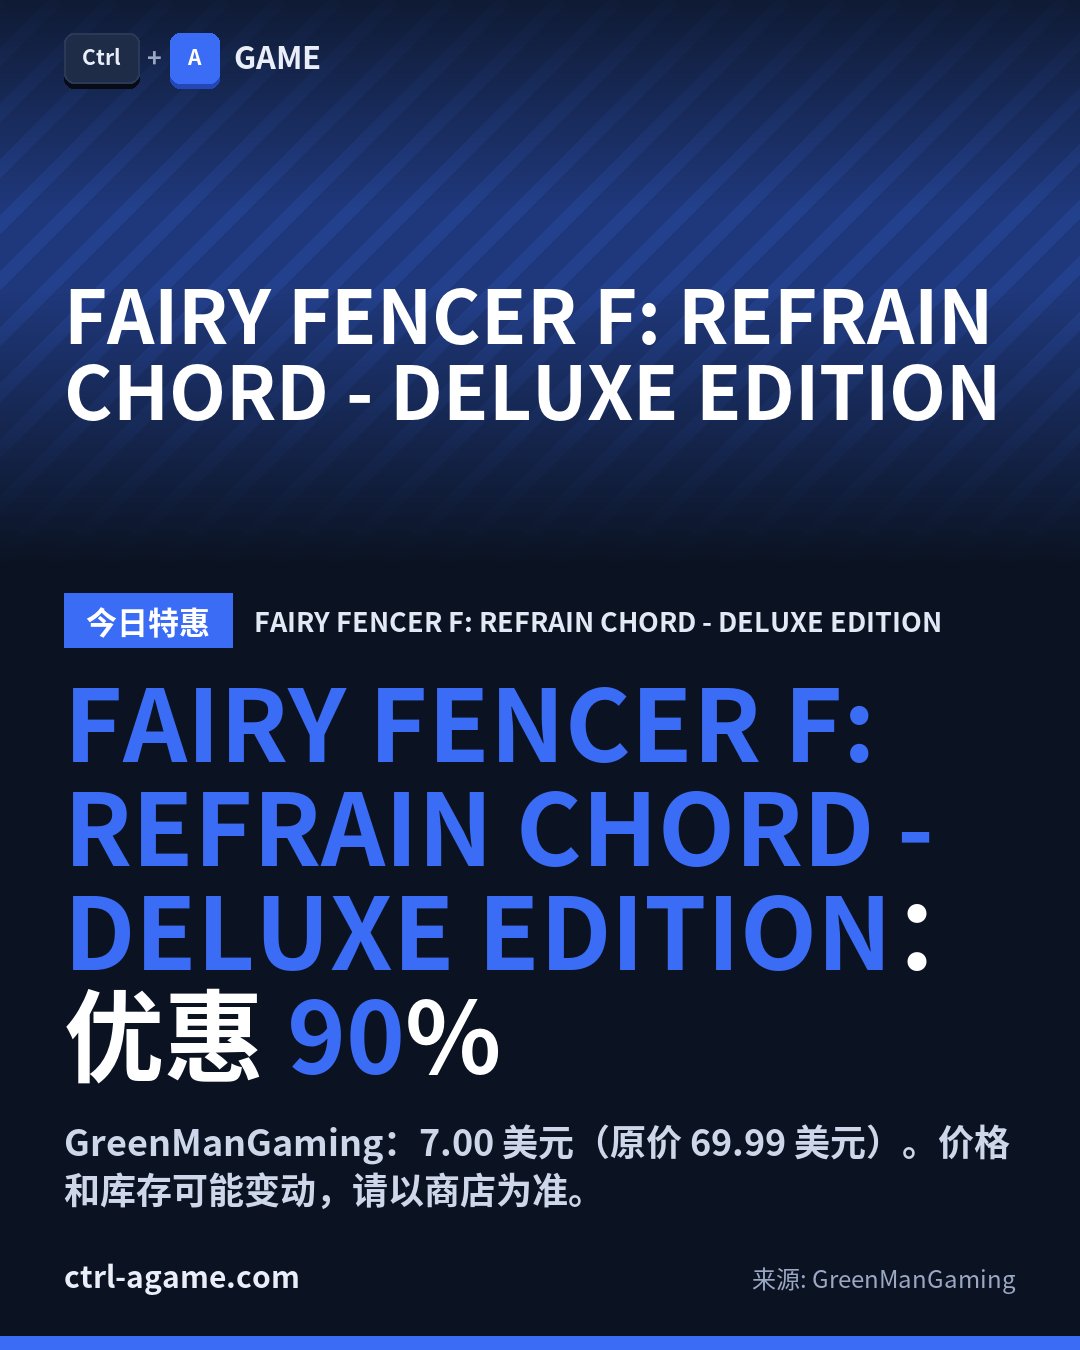 Ctrl + A GAME
FAIRY FENCER F: REFRAIN
CHORD - DELUXE EDITION
今日特惠 FAIRY FENCER F: REFRAIN CHORD - DELUXE EDITION
FAIRY FENCER F:
REFRAIN CHORD -
DELUXE EDITION：
优惠 90%
GreenManGaming：7.00 美元（原价 69.99 美元）。价格
和库存可能变动，请以商店为准。
ctrl-agame.com
来源: GreenManGaming